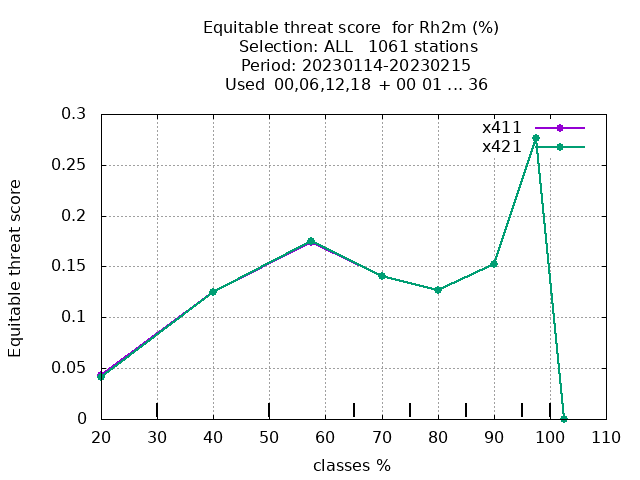 Equitable threat score  for Rh2m (%)
Selection: ALL   1061 stations
Period: 20230114-20230215
Used  00,06,12,18  + 00 01 ... 36
0.3
x411
x421
0.25
0.2
0.15
0.1
0.05
0
Equitable threat score
20 30 40 50 60 70 80 90 100 110
classes %